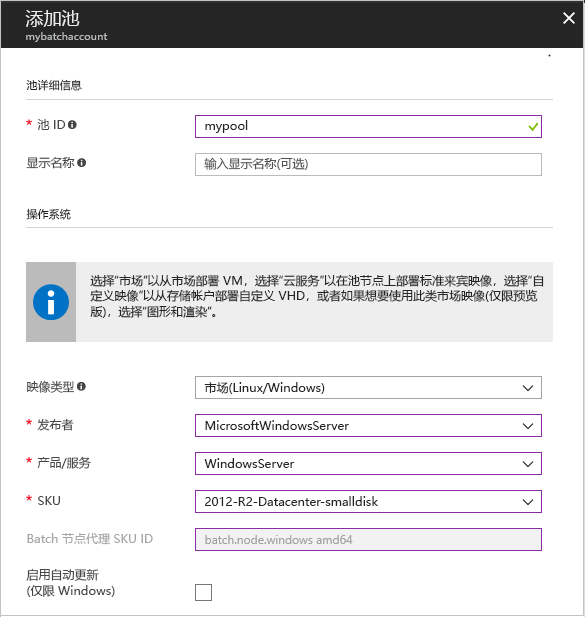 添加池
mybatchaccount
池详细信息
* 池 ID
mypool
显示名称
输入显示名称(可选)
操作系统
选择“市场”以从市场部署 VM，选择“云服务”以在池节点上部署标准来宾映像，选择“自
定义映像”以从存储帐户部署自定义 VHD，或者如果想要使用此类市场映像(仅限预览
版)，选择“图形和渲染”。
映像类型
市场(Linux/Windows)
* 发布者
MicrosoftWindowsServer
* 产品/服务
WindowsServer
* SKU
2012-R2-Datacenter-smalldisk
Batch 节点代理 SKU ID
batch.node.windows amd64
启用自动更新
(仅限 Windows)